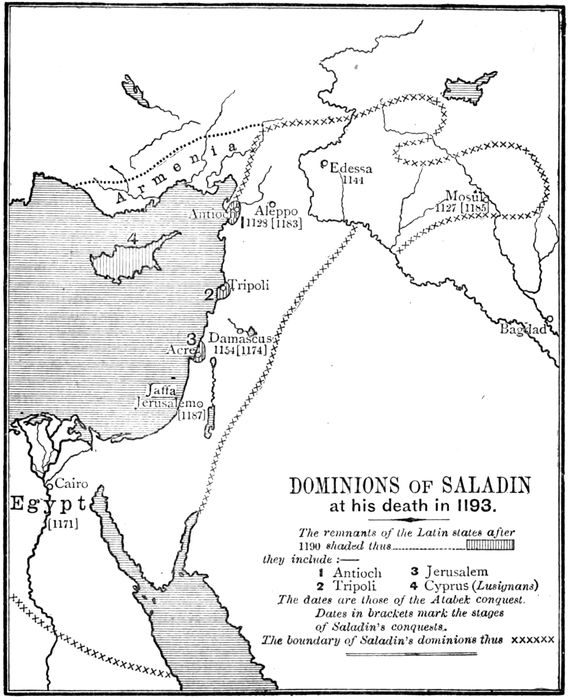 Armenia
Edessa
1144
Mosul
1127 [1185]
Antioch
Aleppo
1128 [1183]
4
Tripoli
2
Bagdad
3
Damascus
Acre
1154 [1174]
Jaffa
Jerusalem
[1187]
Cairo
Egypt
[1171]
DOMINIONS OF SALADIN
at his death in 1193.
The remnants of the Latin states after
1190 shaded thus
they include :—
1 Antioch 3 Jerusalem
2 Tripoli 4 Cyprus (Lusignans)
The dates are those of the Atabek conquest.
Dates in brackets mark the stages
of Saladin's conquests.
The boundary of Saladin's dominions thus xxxxxx